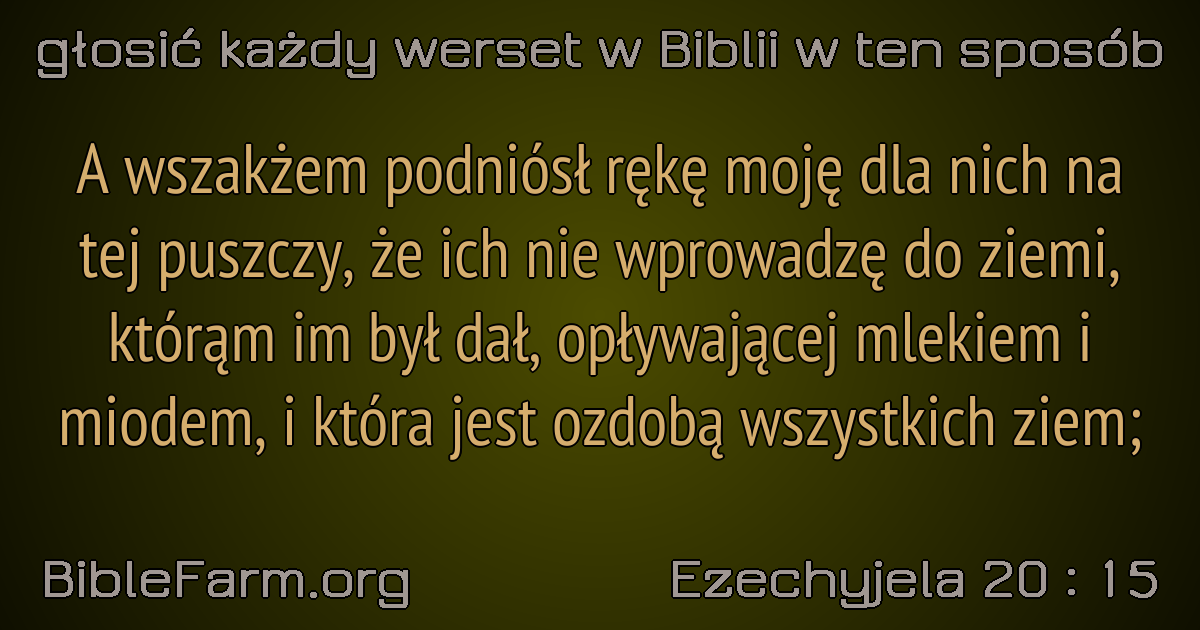 głosić każdy werset w Biblii w ten sposób
A wszakżem podniósł rękę moję dla nich na
tej puszczy, że ich nie wprowadzę do ziemi,
którąm im był dał, opływającej mlekiem i
miodem, i która jest ozdobą wszystkich ziem;
BibleFarm.org
Ezechyjela 20 : 15